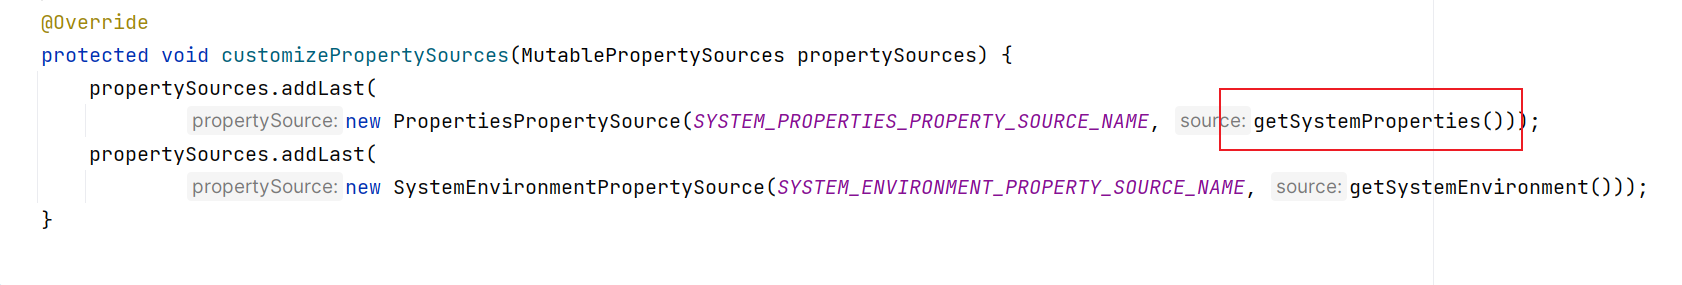 @Override
protected void customizePropertySources(MutablePropertySources propertySources) {
propertySources.addLast(
propertySource: new PropertiesPropertySource(SYSTEM_PROPERTIES_PROPERTY_SOURCE_NAME, source: getSystemProperties()));
propertySources.addLast(
propertySource: new SystemEnvironmentPropertySource(SYSTEM_ENVIRONMENT_PROPERTY_SOURCE_NAME, source: getSystemEnvironment()));
}